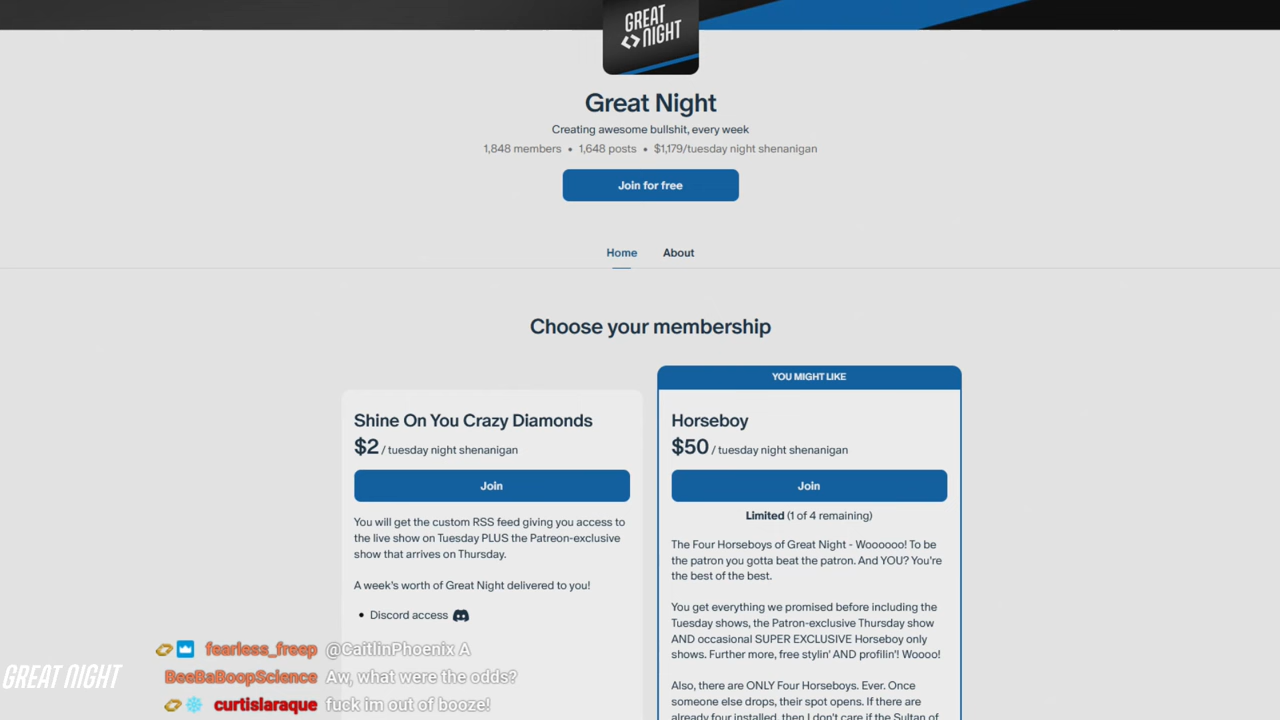 GREAT
NIGHT
Great Night
Creating awesome bullshit, every week
1,848 members • 1,648 posts • $1,179/tuesday night shenanigan
Join for free
Home About
Choose your membership
YOU MIGHT LIKE
Shine On You Crazy Diamonds
$2 / tuesday night shenanigan
Join
You will get the custom RSS feed giving you access to
the live show on Tuesday PLUS the Patreon-exclusive
show that arrives on Thursday.
A week's worth of Great Night delivered to you!
• Discord access
Horseboy
$50 / tuesday night shenanigan
Join
Limited (1 of 4 remaining)
The Four Horseboys of Great Night - Woooooo! To be
the patron you gotta beat the patron. And YOU? You're
the best of the best.
You get everything we promised before including the
Tuesday shows, the Patron-exclusive Thursday show
AND occasional SUPER EXCLUSIVE Horseboy only
shows. Further more, free stylin' AND profilin'! Woooo!
Also, there are ONLY Four Horseboys. Ever. Once
someone else drops, their spot opens. If there are
already four installed, then I don't care if the Sultan of
GREAT NIGHT
fearless_freep @CaitlinPhoenix A
BeeBaBoopScience Aw, what were the odds?
curtislaraque fuck im out of booze!